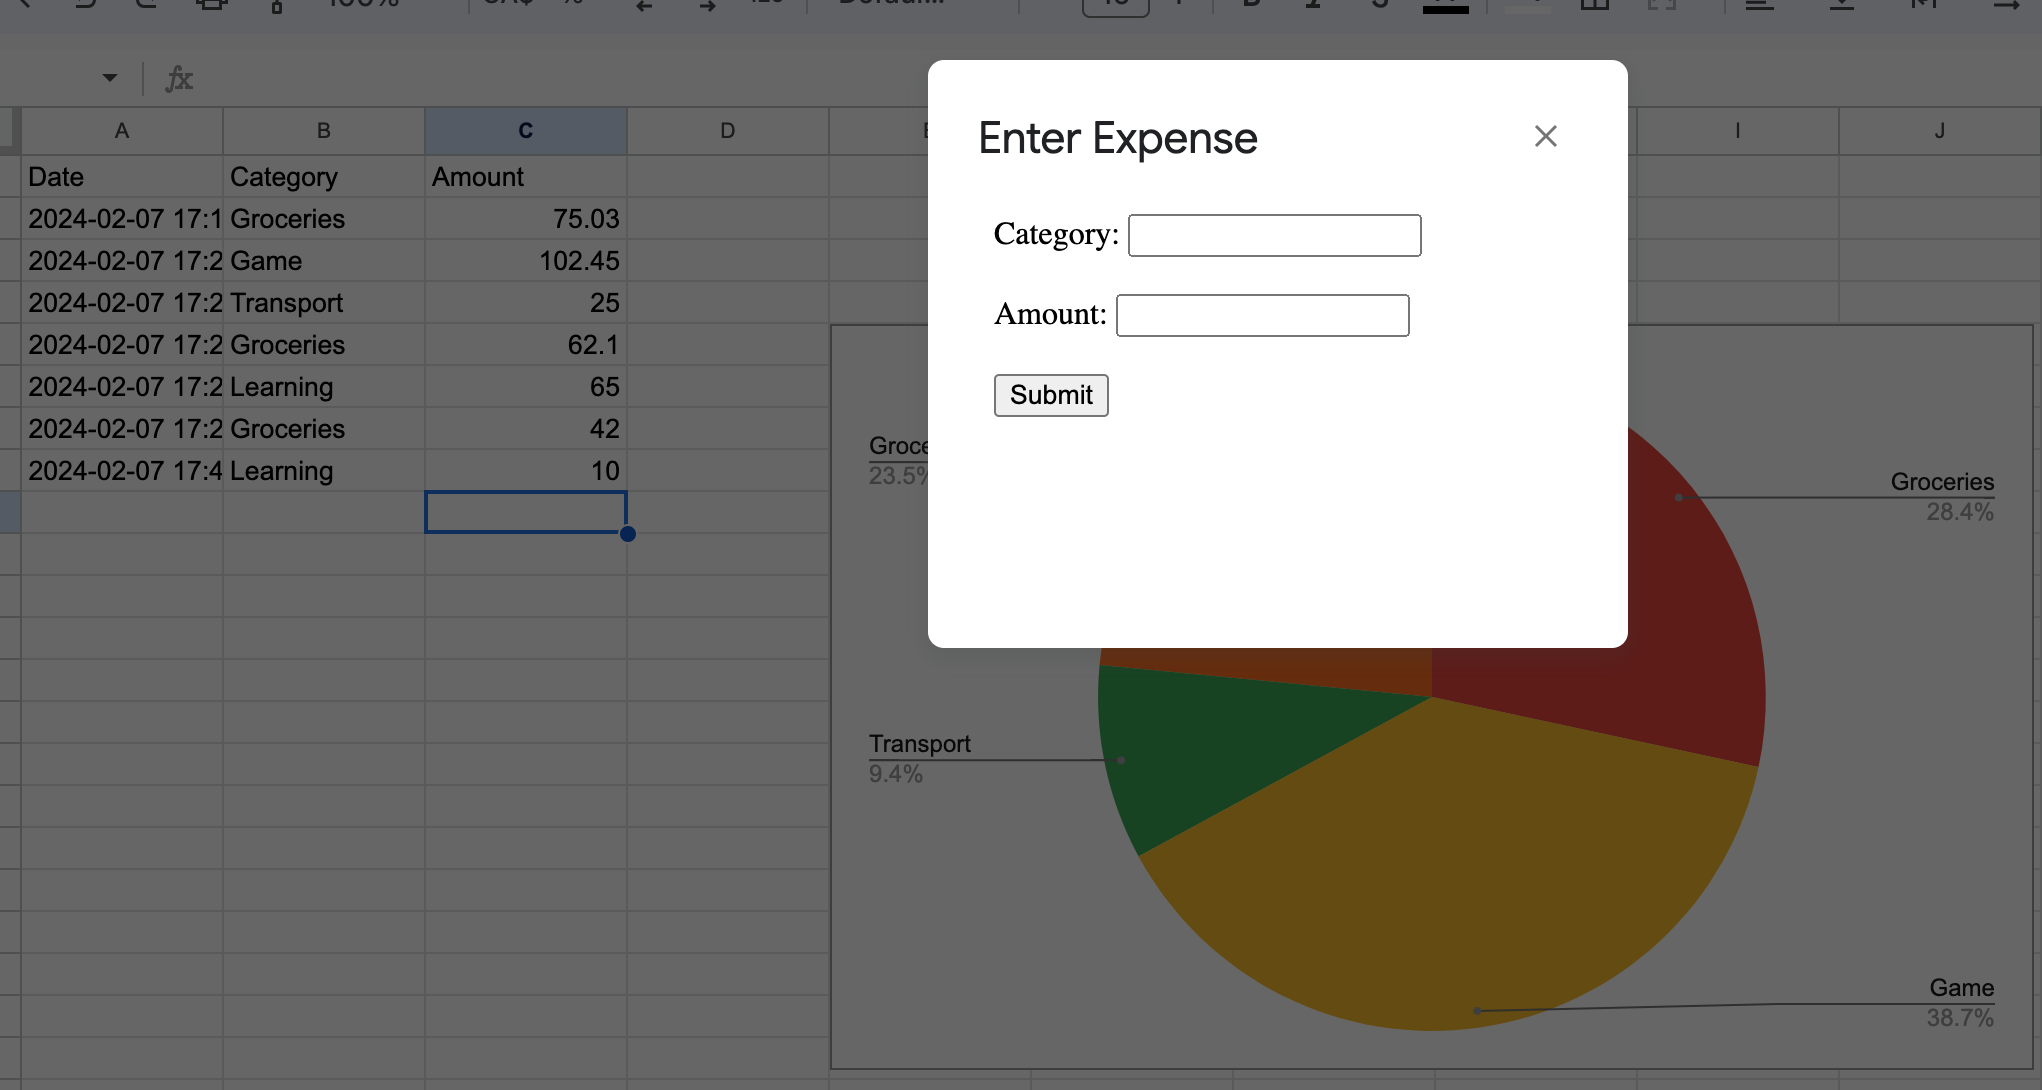 A B C D I J
Date Category Amount
2024-02-07 17:1 Groceries 75.03
2024-02-07 17:2 Game 102.45
2024-02-07 17:2 Transport 25
2024-02-07 17:2 Groceries 62.1
2024-02-07 17:2 Learning 65
2024-02-07 17:2 Groceries 42
2024-02-07 17:4 Learning 10
Enter Expense
Category:
Amount:
Submit
Groce
23.5%
Groceries
28.4%
Transport
9.4%
Game
38.7%